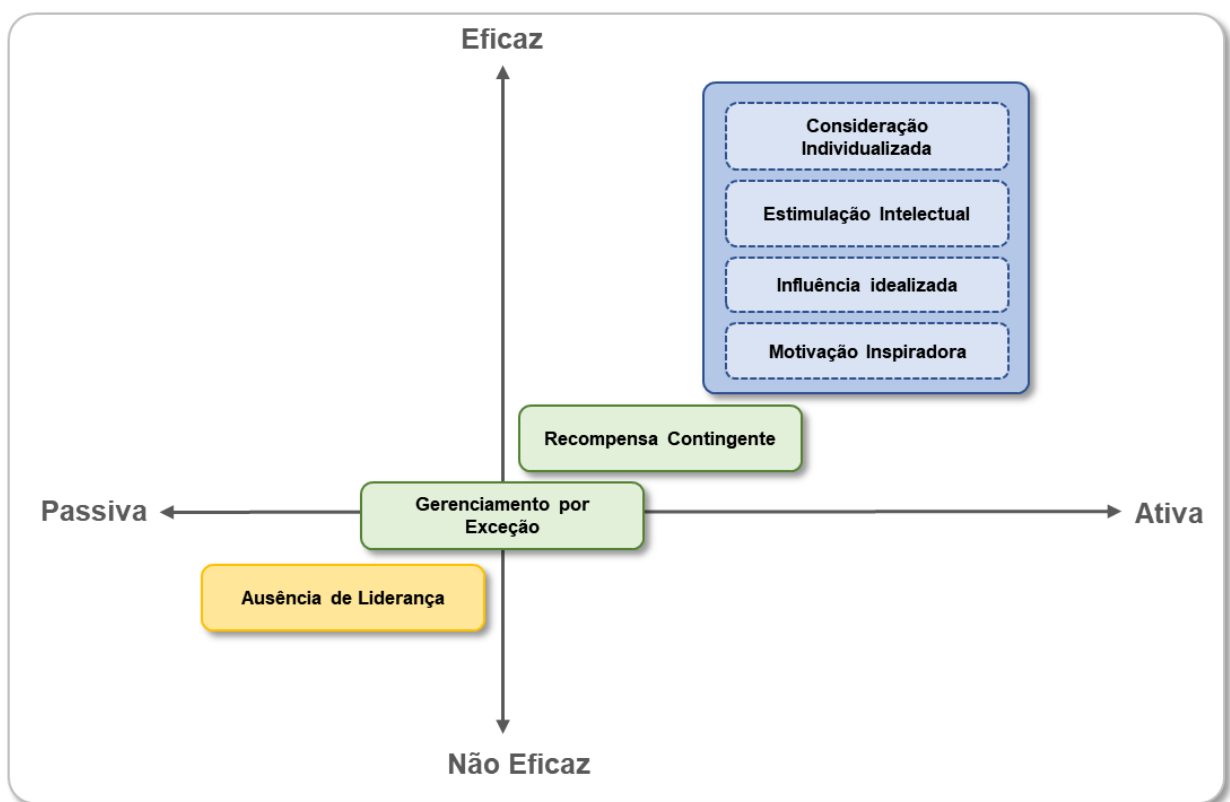 Eficaz
Consideração
Individualizada
Estimulação Intelectual
Influência idealizada
Motivação Inspiradora
Recompensa Contingente
Passiva
Gerenciamento por
Exceção
Ativa
Ausência de Liderança
Não Eficaz